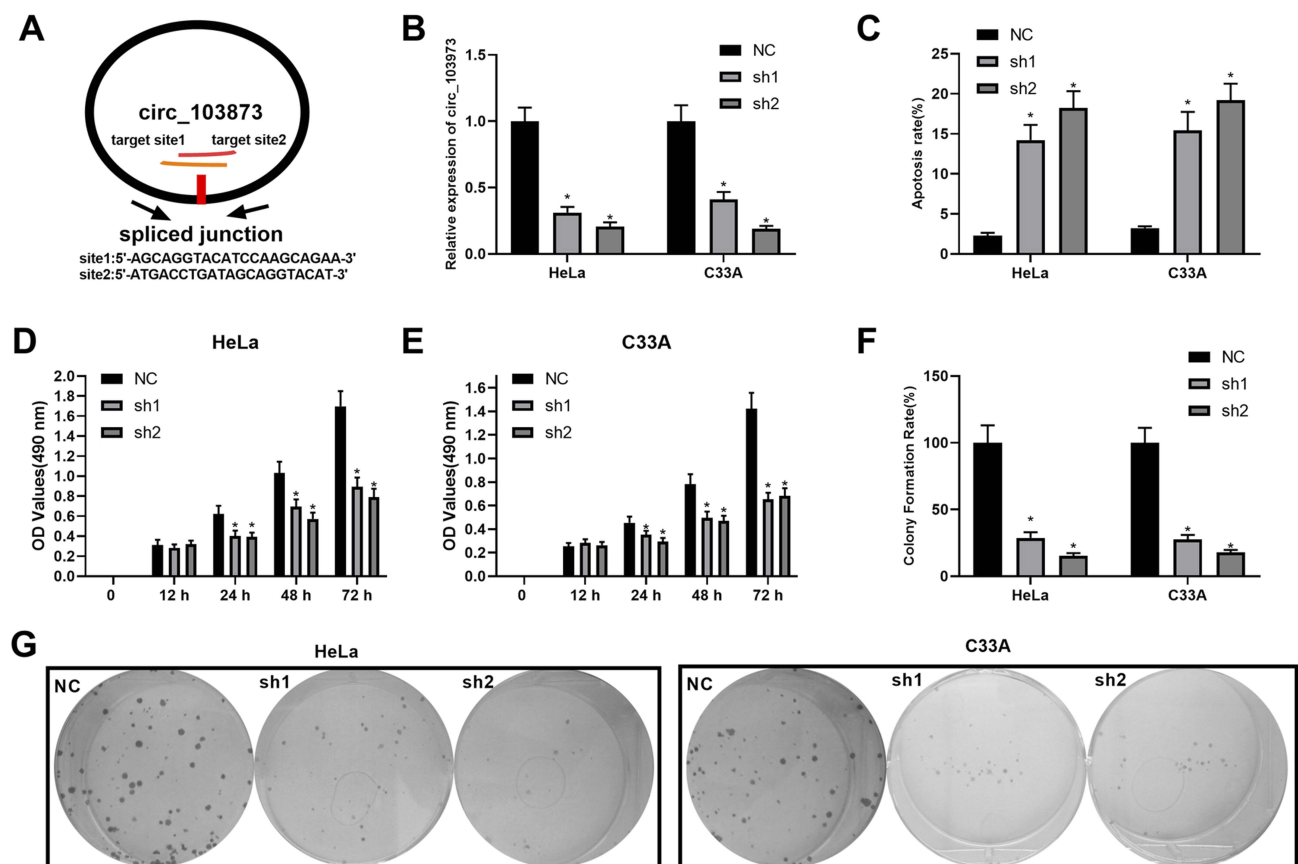 A
circ_103873
target site1 target site2
spliced junction
site1:5'-AGCAGGTACATCCAAGCAGAA-3'
site2:5'-ATGACCTGATAGCAGGTACAT-3'
B
Relative expression of circ_103973
1.5
1.0
0.5
0.0
HeLa C33A
NC
sh1
sh2
C
NC
sh1
sh2
Apotosis rate(%)
25
20
15
10
5
0
HeLa C33A
D
HeLa
OD Values(490 nm)
2.0
1.8
1.6
1.4
1.2
1.0
0.8
0.6
0.4
0.2
0.0
NC
sh1
sh2
0 12 h 24 h 48 h 72 h
E
C33A
OD Values(490 nm)
1.6
1.4
1.2
1.0
0.8
0.6
0.4
0.2
0.0
NC
sh1
sh2
0 12 h 24 h 48 h 72 h
F
NC
sh1
sh2
Colony Formation Rate(%)
150
100
50
0
HeLa C33A
G
HeLa
NC sh1 sh2
C33A
NC sh1 sh2